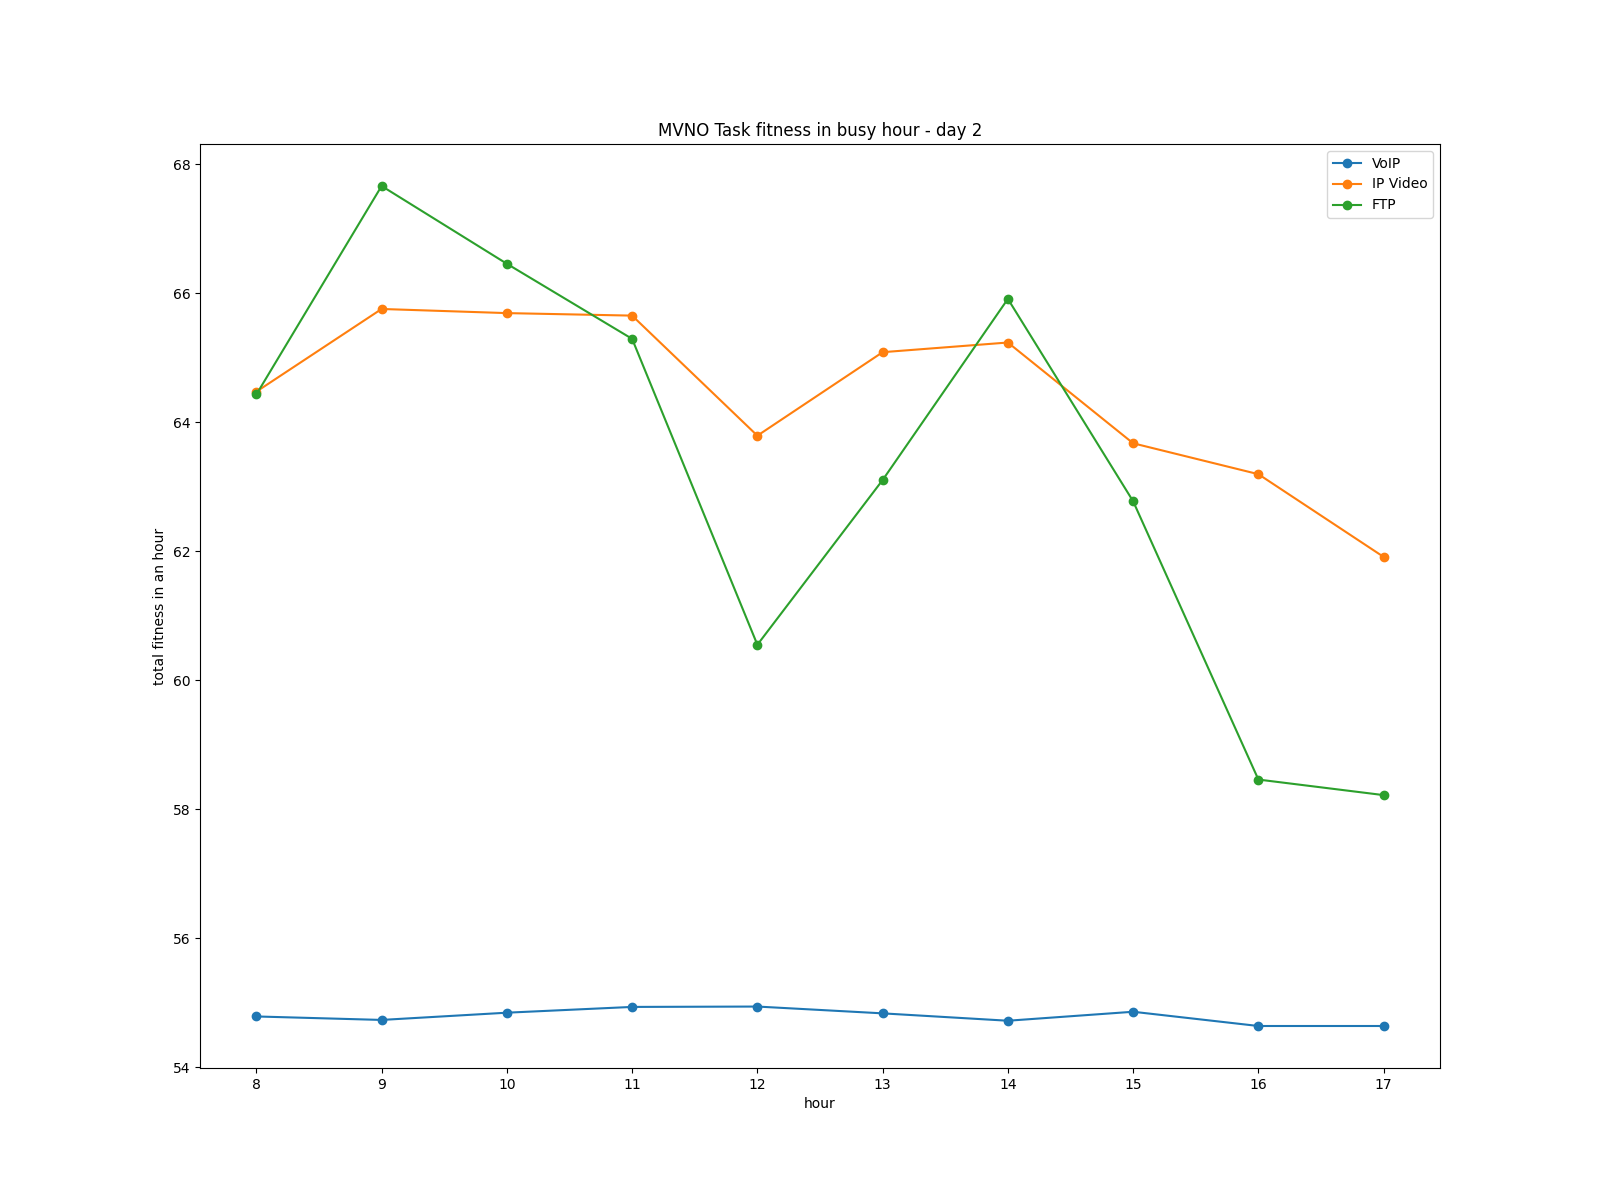 MVNO Task fitness in busy hour - day 2
VoIP
IP Video
FTP
total fitness in an hour
68
66
64
62
60
58
56
54
8 9 10 11 12 13 14 15 16 17
hour